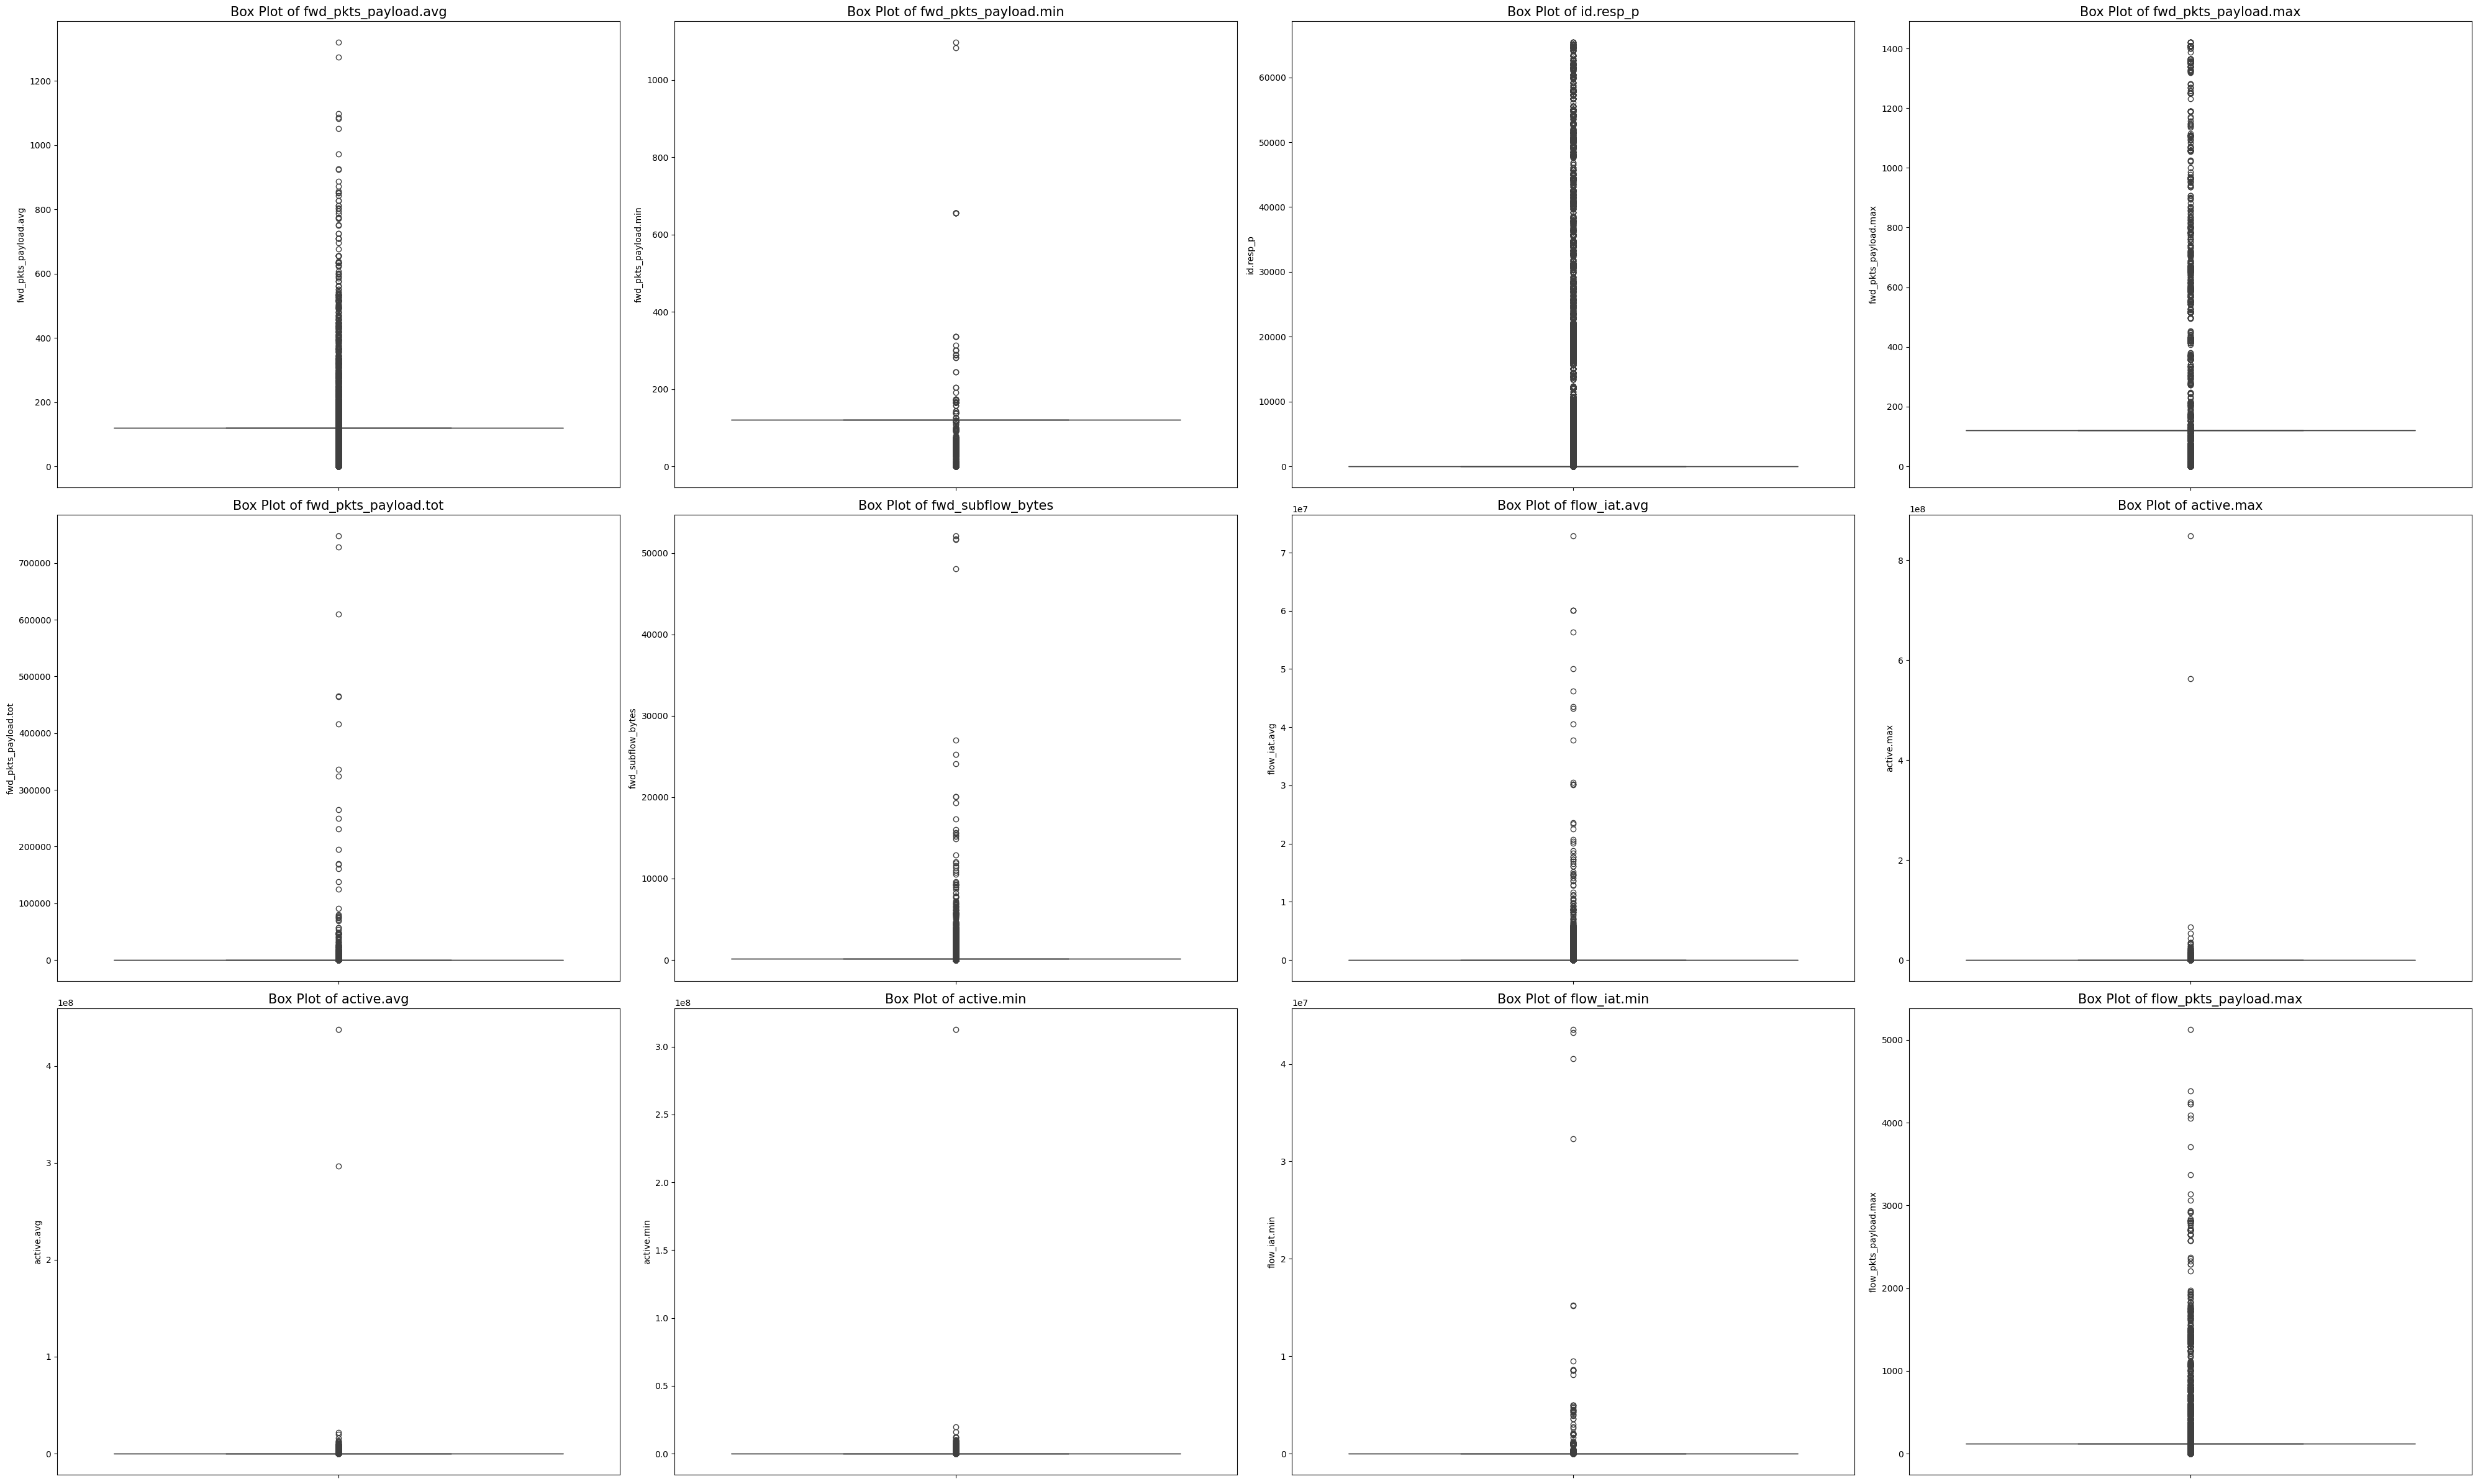 Box Plot of fwd_pkts_payload.avg
fwd_pkts_payload.avg
1200
1000
800
600
400
200
0
Box Plot of fwd_pkts_payload.min
fwd_pkts_payload.min
1000
800
600
400
200
0
Box Plot of id.resp_p
id.resp_p
60000
50000
40000
30000
20000
10000
0
Box Plot of fwd_pkts_payload.max
fwd_pkts_payload.max
1400
1200
1000
800
600
400
200
0
Box Plot of fwd_pkts_payload.tot
fwd_pkts_payload.tot
700000
600000
500000
400000
300000
200000
100000
0
Box Plot of fwd_subflow_bytes
fwd_subflow_bytes
50000
40000
30000
20000
10000
0
Box Plot of flow_iat.avg
1e7
flow_iat.avg
7
6
5
4
3
2
1
0
Box Plot of active.max
1e8
active.max
8
6
4
2
0
Box Plot of active.avg
1e8
active.avg
4
3
2
1
0
Box Plot of active.min
1e8
active.min
3.0
2.5
2.0
1.5
1.0
0.5
0.0
Box Plot of flow_iat.min
1e7
flow_iat.min
4
3
2
1
0
Box Plot of flow_pkts_payload.max
flow_pkts_payload.max
5000
4000
3000
2000
1000
0